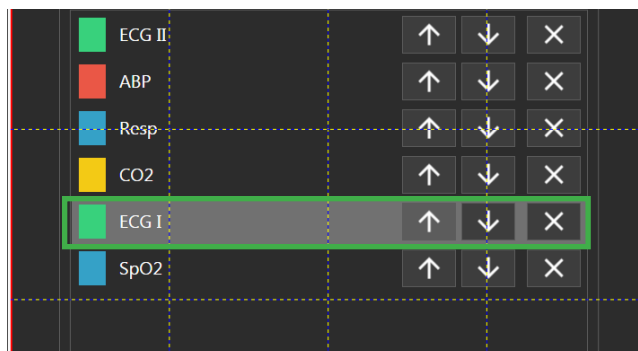 ECG II
ABP
Resp
CO2
ECG I
SpO2